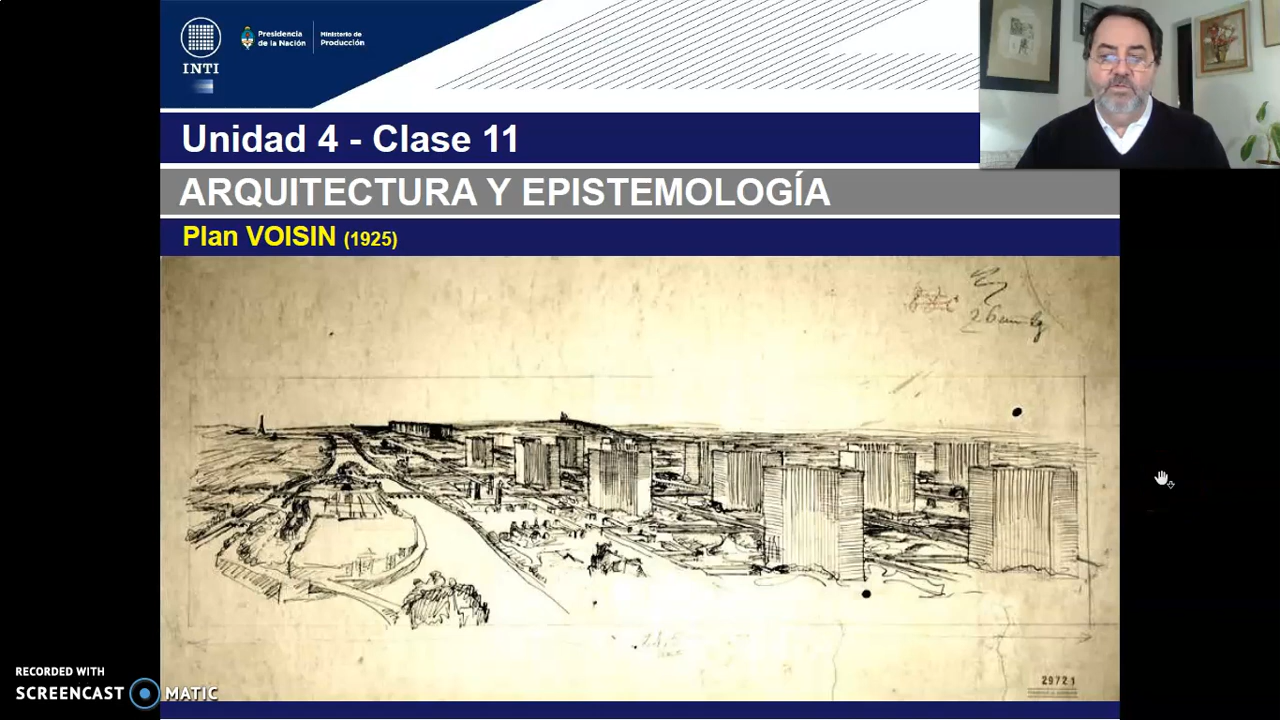 INTI
Presidencia
de la Nación
Ministerio de
Producción
Unidad 4 - Clase 11
ARQUITECTURA Y EPISTEMOLOGÍA
Plan VOISIN (1925)
29721
RECORDED WITH
SCREENCAST MATIC